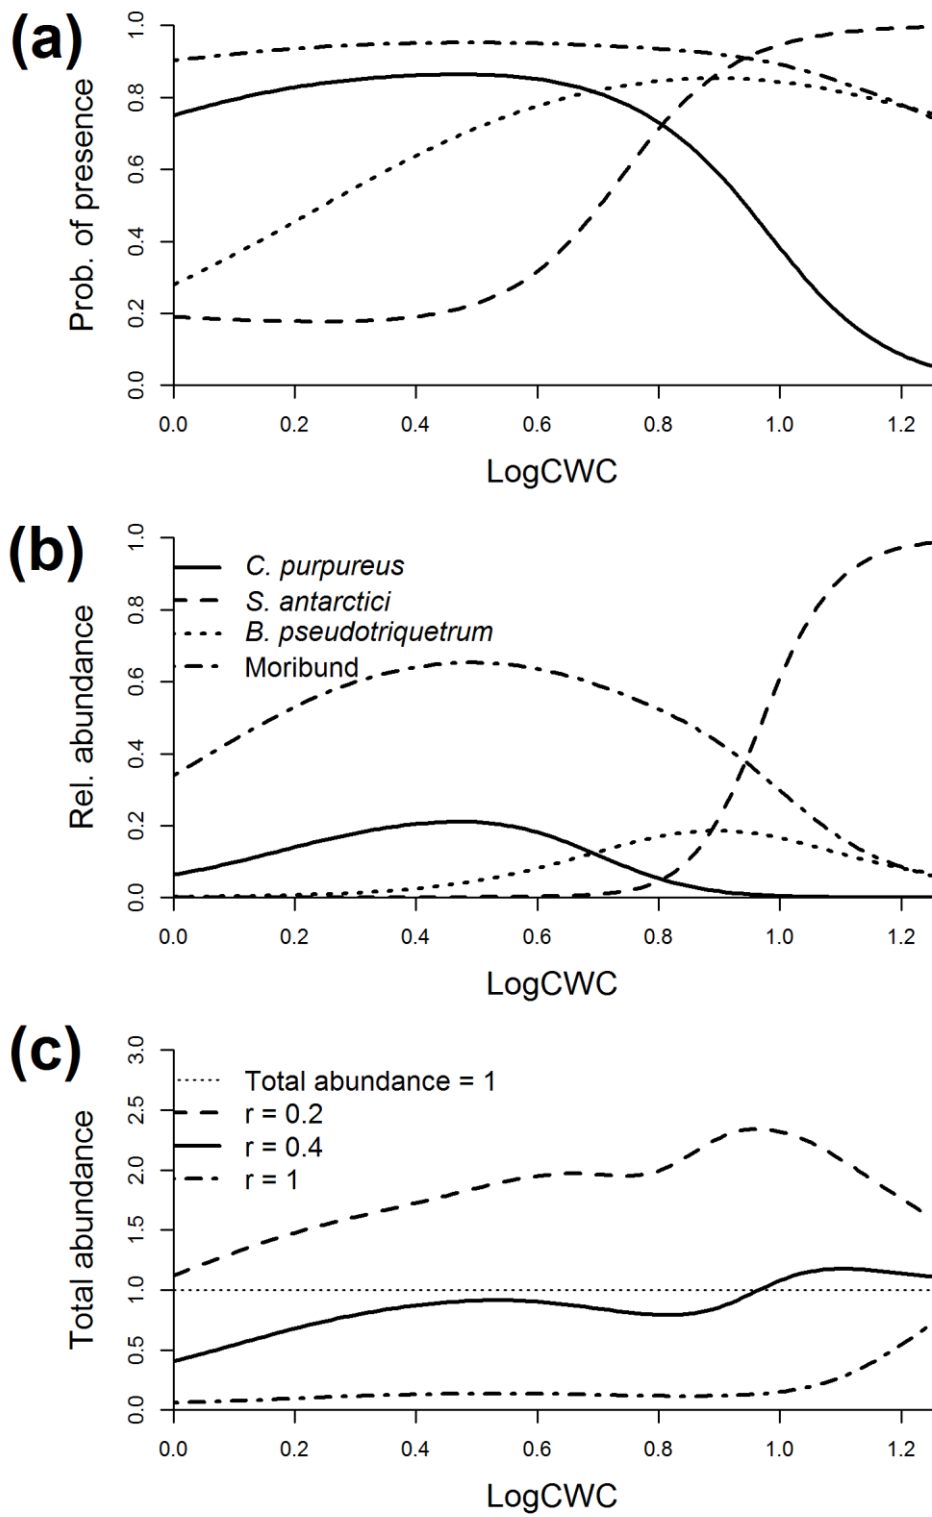 (a)
Prob. of presence
1.0
0.8
0.6
0.4
0.2
0.0
0.0 0.2 0.4 0.6 0.8 1.0 1.2
LogCWC
(b)
Rel. abundance
1.0
0.8
0.6
0.4
0.2
0.0
C. purpureus
S. antarctici
B. pseudotriquetrum
Moribund
0.0 0.2 0.4 0.6 0.8 1.0 1.2
LogCWC
(c)
Total abundance
3.0
2.5
2.0
1.5
1.0
0.5
0.0
Total abundance = 1
r = 0.2
r = 0.4
r = 1
0.0 0.2 0.4 0.6 0.8 1.0 1.2
LogCWC